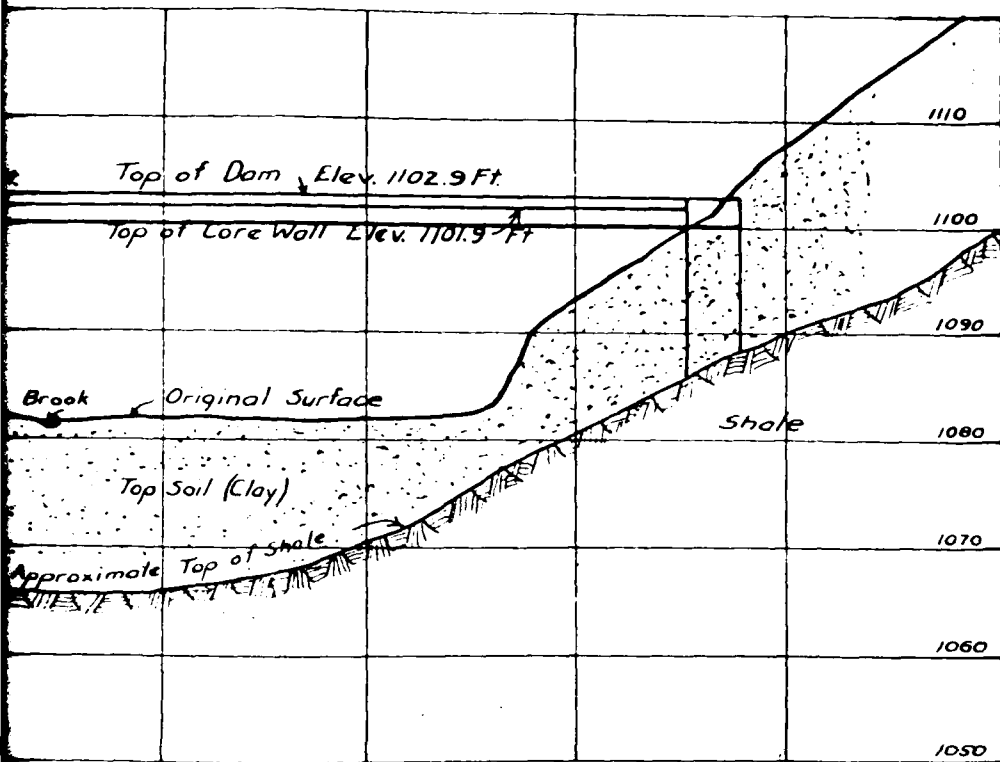 1110
Top of Dam Elev. 1102.9 Ft.
1100
Top of Core Wall Elev. 1101.9 Ft
1090
Brook
Original Surface
Shale
1080
Top Soil (Clay)
1070
Approximate Top of Shale
1060
1050